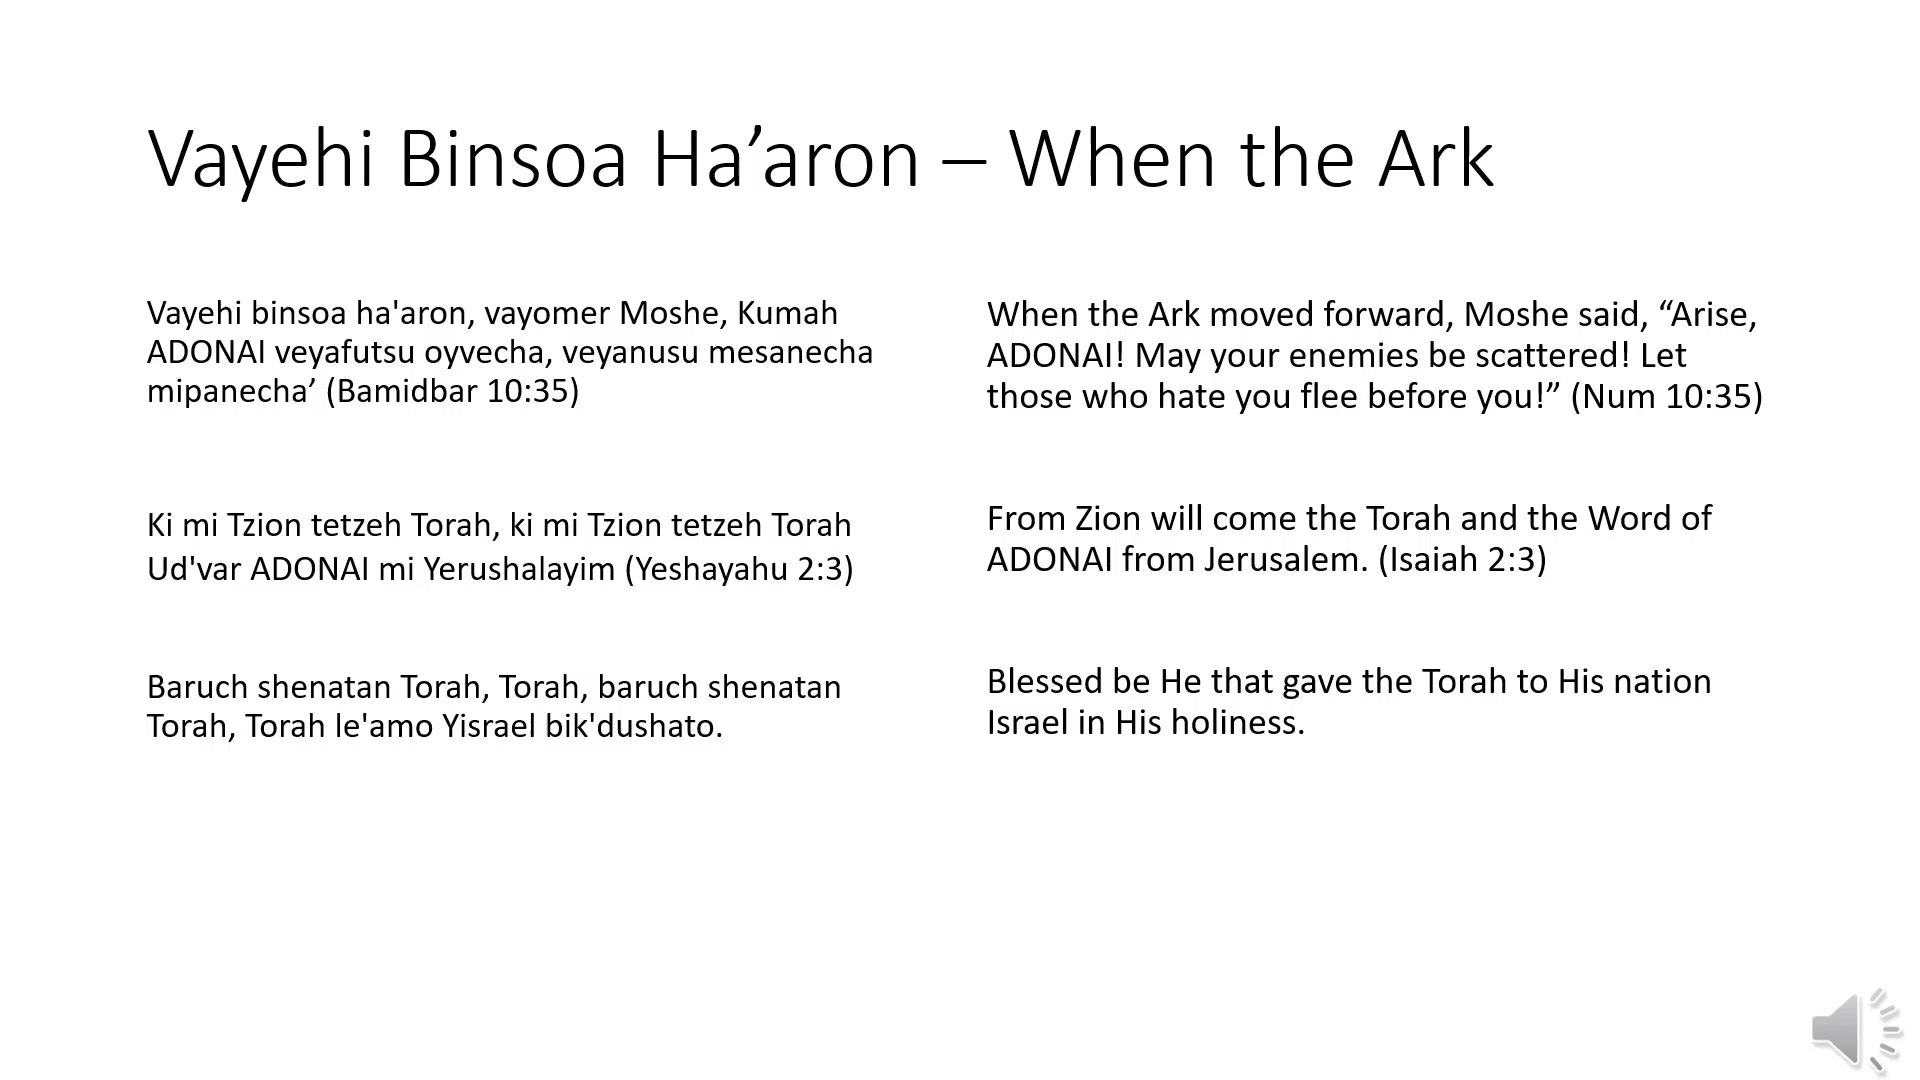 Vayehi Binsoa Ha’aron – When the Ark
Vayehi binsoa ha'aron, vayomer Moshe, Kumah
ADONAI veyafutsu oyvecha, veyanusu mesanecha
mipanecha’ (Bamidbar 10:35)
Ki mi Tzion tetzeh Torah, ki mi Tzion tetzeh Torah
Ud'var ADONAI mi Yerushalayim (Yeshayahu 2:3)
Baruch shenatan Torah, Torah, baruch shenatan
Torah, Torah le'amo Yisrael bik'dushato.
When the Ark moved forward, Moshe said, “Arise,
ADONAI! May your enemies be scattered! Let
those who hate you flee before you!” (Num 10:35)
From Zion will come the Torah and the Word of
ADONAI from Jerusalem. (Isaiah 2:3)
Blessed be He that gave the Torah to His nation
Israel in His holiness.